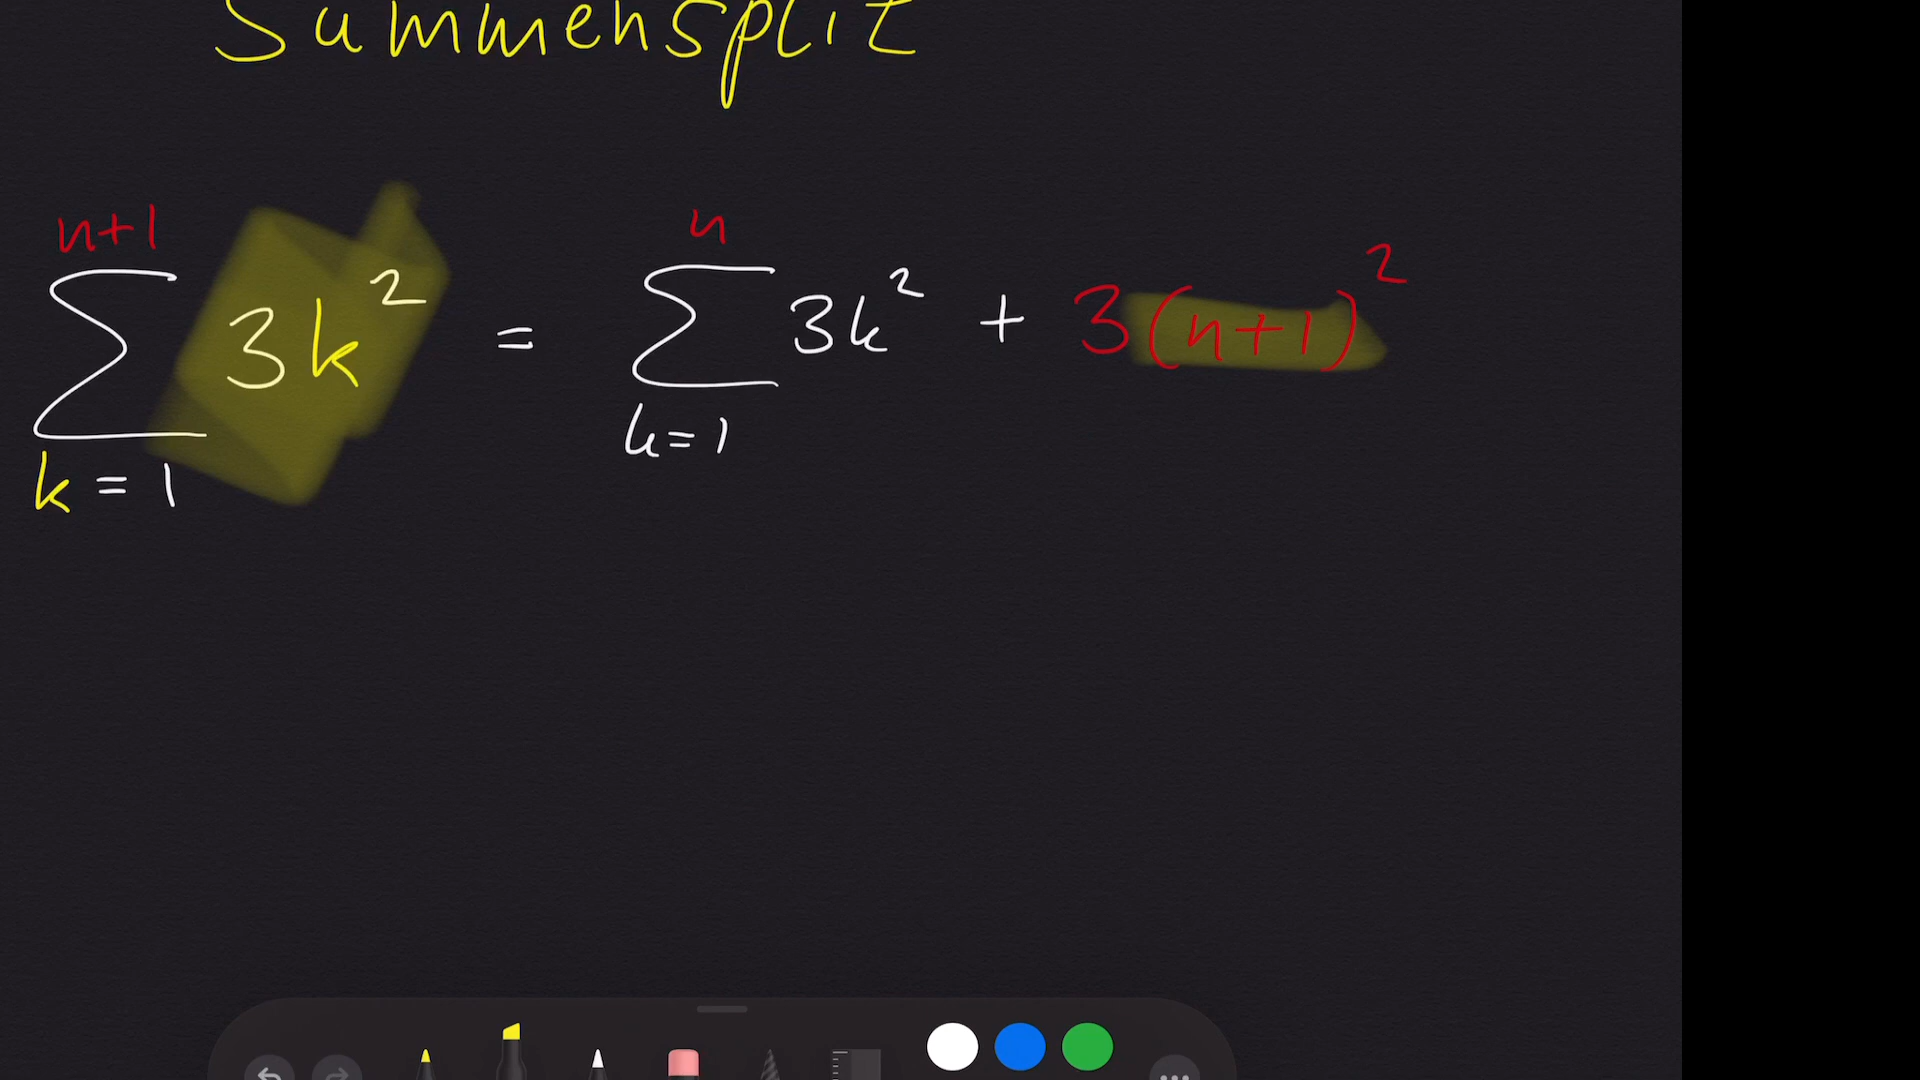 Summensplit
n+1 n 2
∑ 3k² = ∑ 3k² + 3(n+1)
k=1 k=1